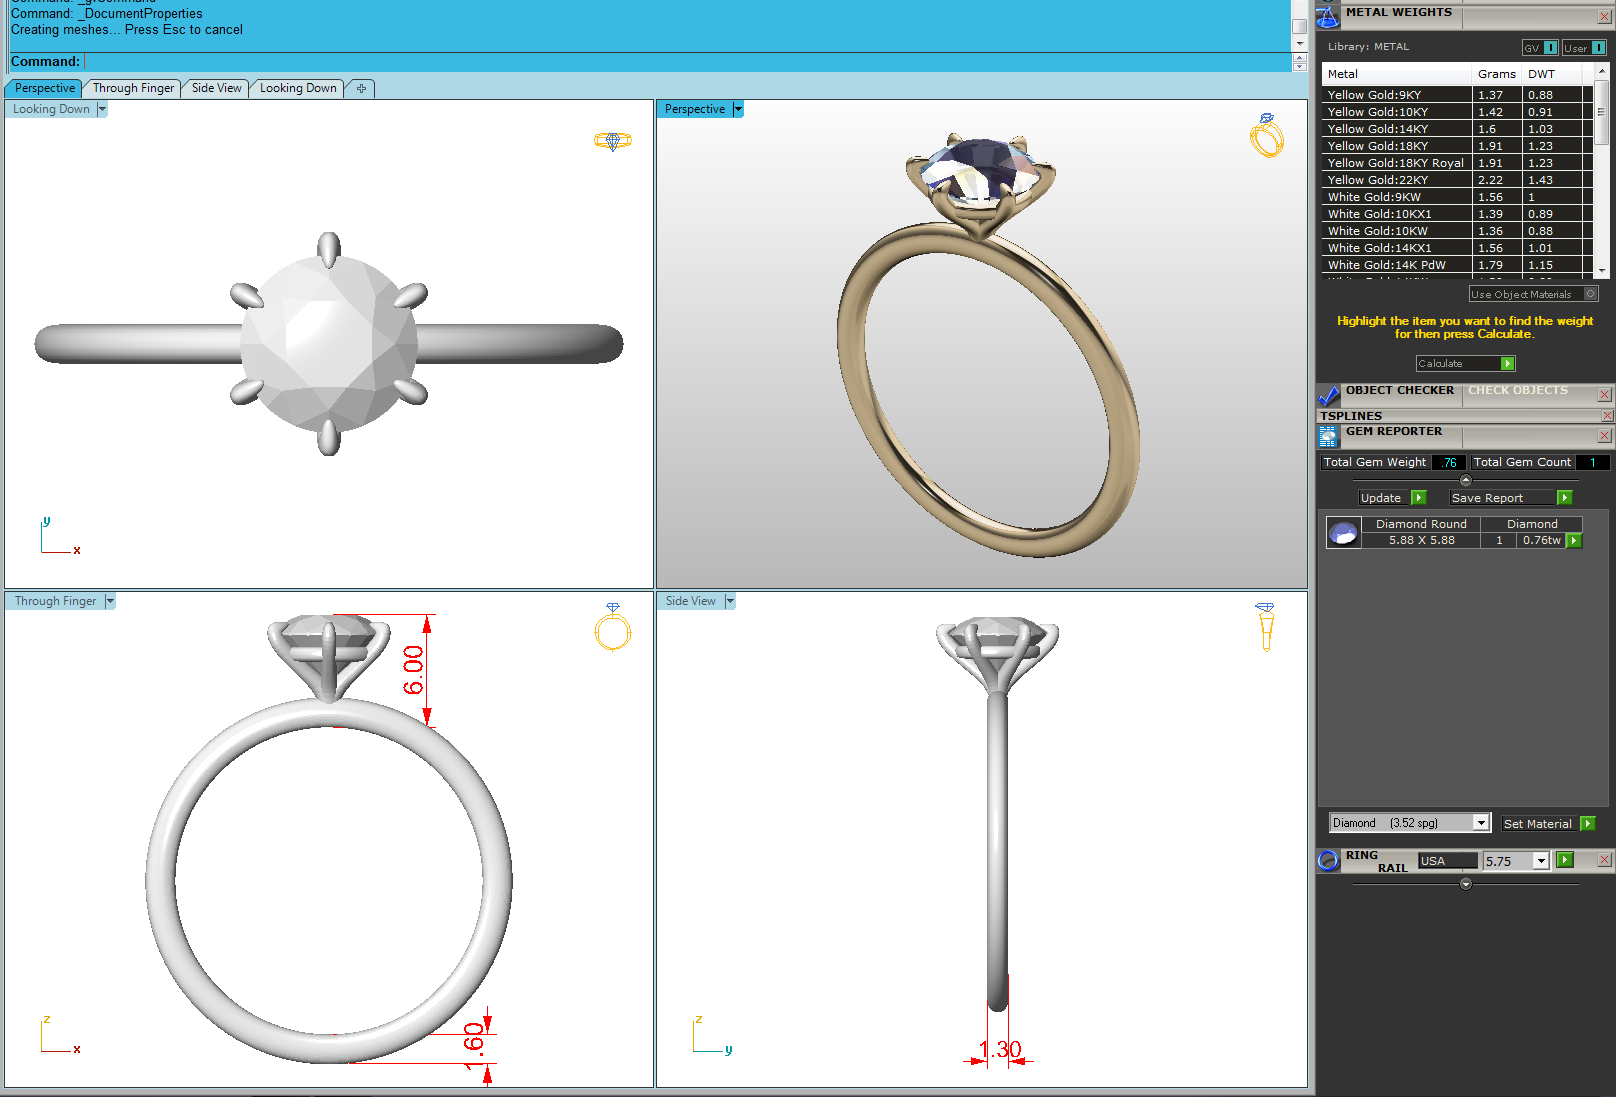 Command: _gvCommand
Command: _DocumentProperties
Creating meshes... Press Esc to cancel
Command:
Perspective
Through Finger
Side View
Looking Down
Looking Down
y
x
Perspective
Through Finger
6.00
1.60
z
x
Side View
1.30
z
y
METAL WEIGHTS
Library: METAL
GV
User
Metal Grams DWT
Yellow Gold:9KY 1.37 0.88
Yellow Gold:10KY 1.42 0.91
Yellow Gold:14KY 1.6 1.03
Yellow Gold:18KY 1.91 1.23
Yellow Gold:18KY Royal 1.91 1.23
Yellow Gold:22KY 2.22 1.43
White Gold:9KW 1.56 1
White Gold:10KX1 1.39 0.89
White Gold:10KW 1.36 0.88
White Gold:14KX1 1.56 1.01
White Gold:14K PdW 1.79 1.15
Use Object Materials
Highlight the item you want to find the weight
for then press Calculate.
Calculate
OBJECT CHECKER CHECK OBJECTS
TSPLINES
GEM REPORTER
Total Gem Weight .76 Total Gem Count 1
Update Save Report
Diamond Round Diamond
5.88 X 5.88 1 0.76tw
Diamond (3.52 spg) Set Material
RING
RAIL USA 5.75